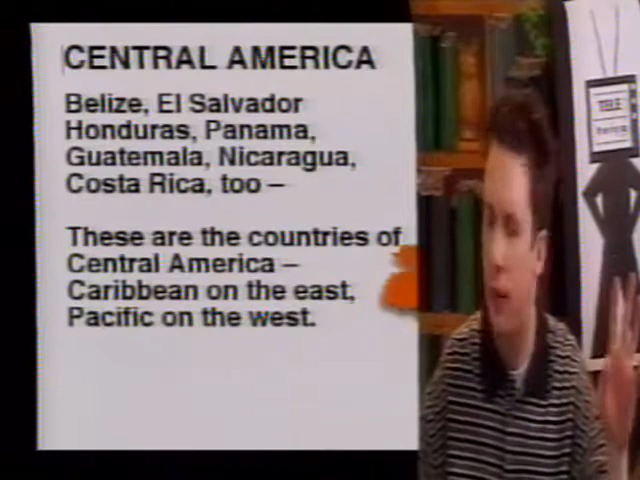 CENTRAL AMERICA
Belize, El Salvador
Honduras, Panama,
Guatemala, Nicaragua,
Costa Rica, too –
These are the countries of
Central America –
Caribbean on the east,
Pacific on the west.
TELE